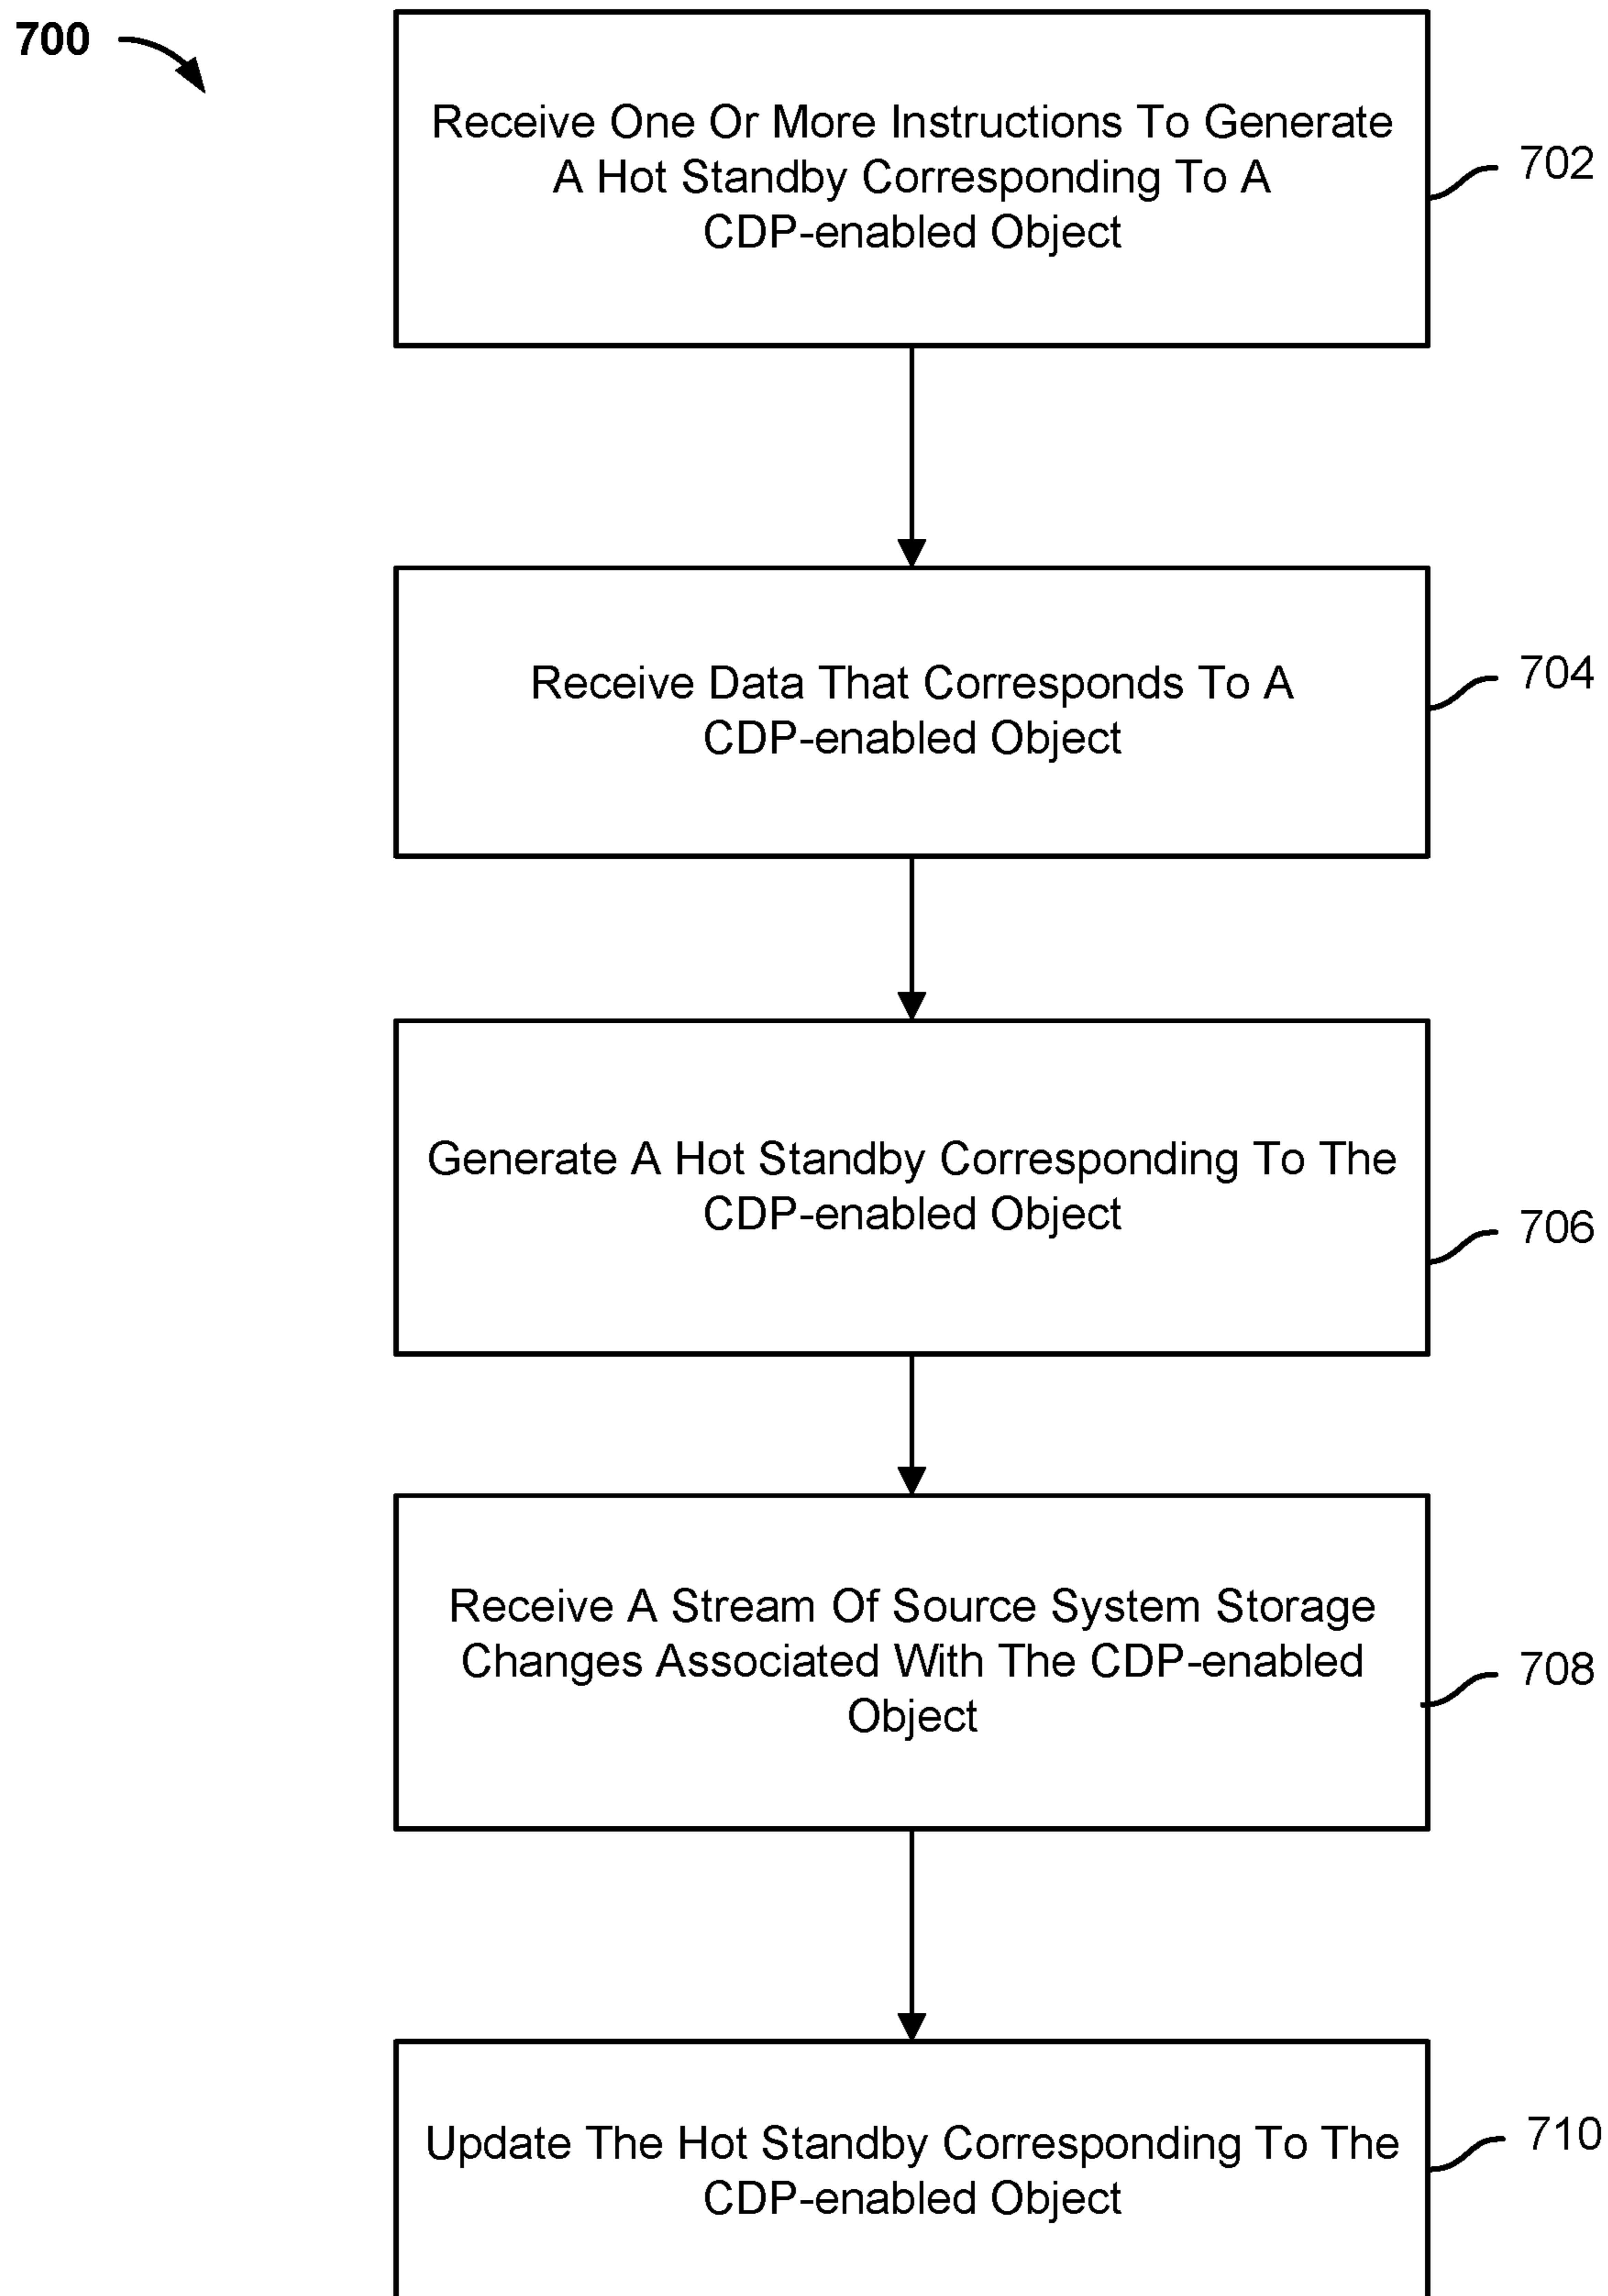 700
Receive One Or More Instructions To Generate
A Hot Standby Corresponding To A
CDP-enabled Object
702
Receive Data That Corresponds To A
CDP-enabled Object
704
Generate A Hot Standby Corresponding To The
CDP-enabled Object
706
Receive A Stream Of Source System Storage
Changes Associated With The CDP-enabled
Object
708
Update The Hot Standby Corresponding To The
CDP-enabled Object
710